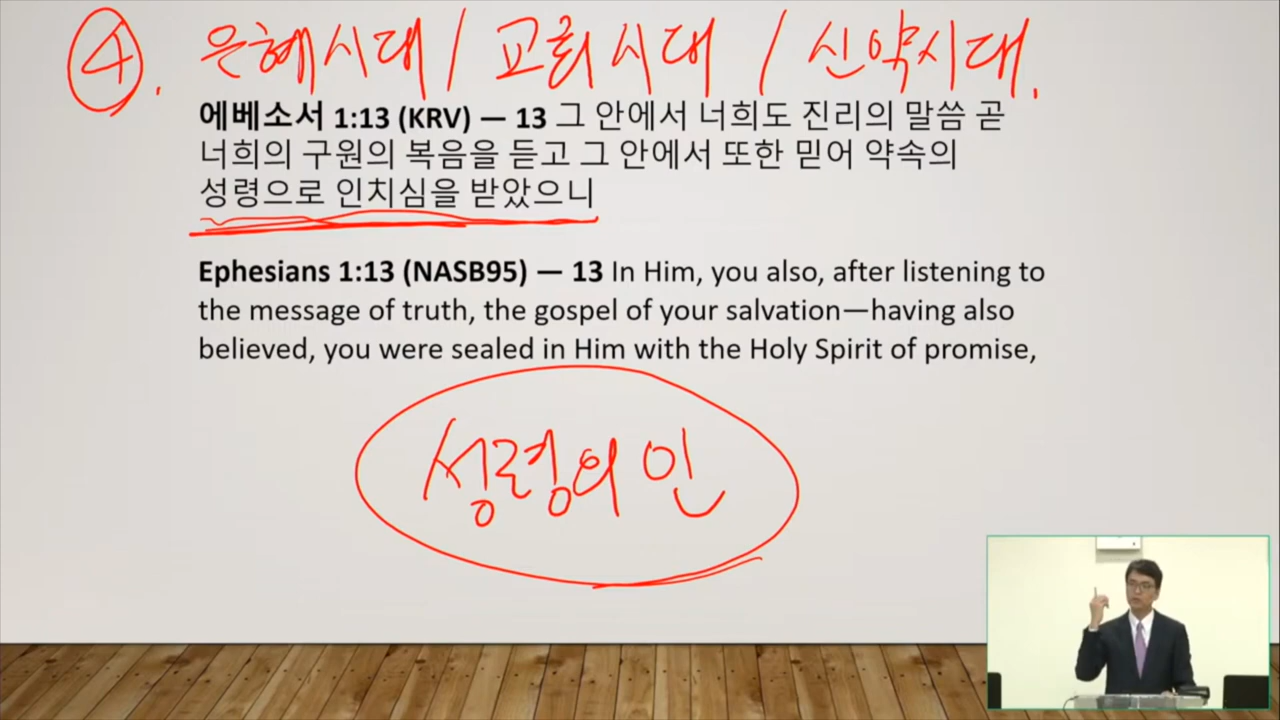 ④. 은혜시대 / 교회시대 / 신약시대.
에베소서 1:13 (KRV) — 13 그 안에서 너희도 진리의 말씀 곧
너희의 구원의 복음을 듣고 그 안에서 또한 믿어 약속의
성령으로 인치심을 받았으니
Ephesians 1:13 (NASB95) — 13 In Him, you also, after listening to
the message of truth, the gospel of your salvation—having also
believed, you were sealed in Him with the Holy Spirit of promise,
성령의 인